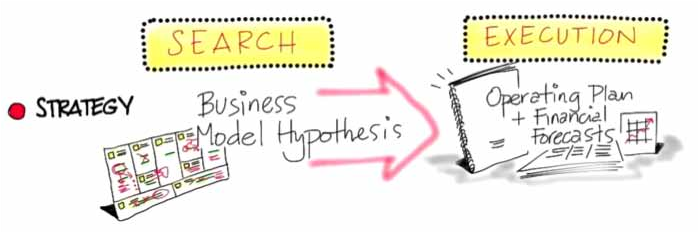 SEARCH
EXECUTION
STRATEGY
Business
Model Hypothesis
Operating Plan
+ Financial
Forecasts